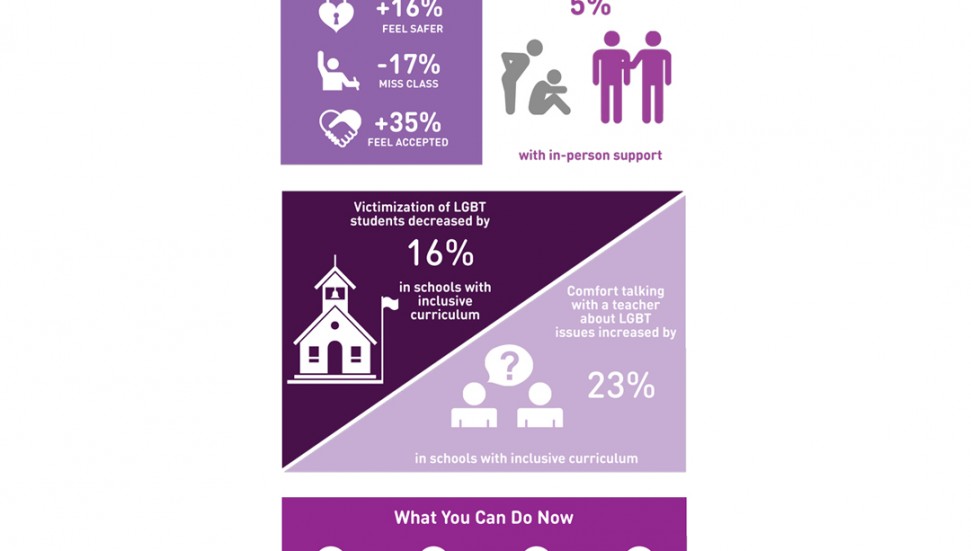 +16%
FEEL SAFER
-17%
MISS CLASS
+35%
FEEL ACCEPTED
5%
with in-person support
Victimization of LGBT
students decreased by
16%
in schools with
inclusive
curriculum
Comfort talking
with a teacher
about LGBT
issues increased by
?
23%
in schools with inclusive curriculum
What You Can Do Now